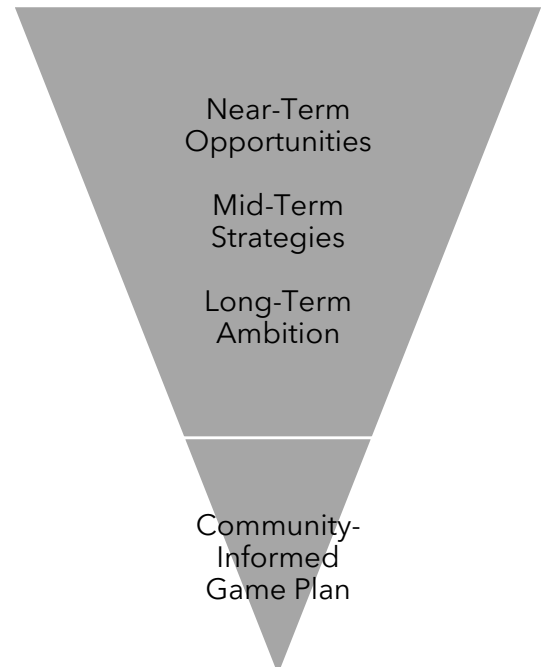 Near-Term
Opportunities
Mid-Term
Strategies
Long-Term
Ambition
Community-
Informed
Game Plan